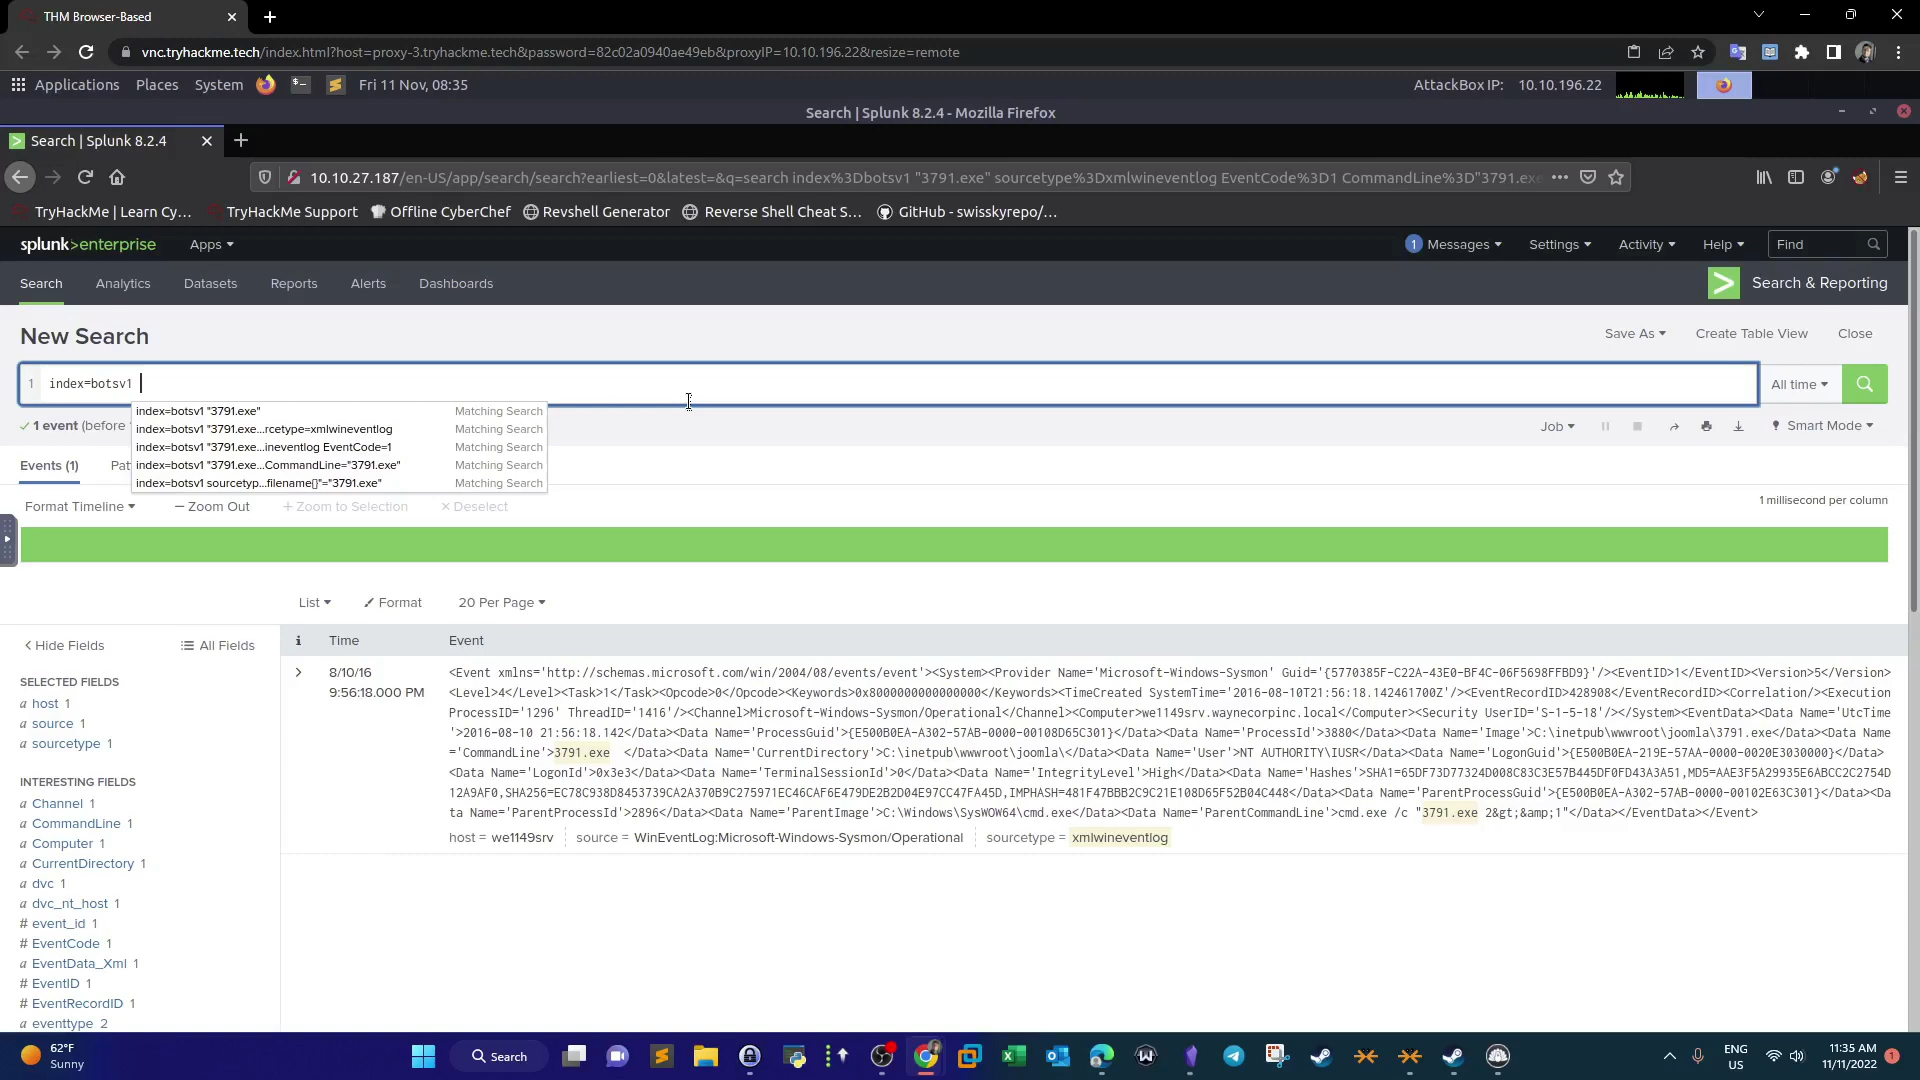 THM Browser-Based
vnc.tryhackme.tech/index.html?host=proxy-3.tryhackme.tech&password=82c02a0940ae49eb&proxyIP=10.10.196.22&resize=remote
Applications Places System Fri 11 Nov, 08:35 AttackBox IP: 10.10.196.22
Search | Splunk 8.2.4 - Mozilla Firefox
Search | Splunk 8.2.4
10.10.27.187/en-US/app/search/search?earliest=0&latest=&q=search index%3Dbotsv1 "3791.exe" sourcetype%3Dxmlwineventlog EventCode%3D1 CommandLine%3D"3791.exe
TryHackMe | Learn Cy… TryHackMe Support Offline CyberChef Revshell Generator Reverse Shell Cheat S… GitHub - swisskyrepo/…
splunk>enterprise Apps 1 Messages Settings Activity Help Find
Search Analytics Datasets Reports Alerts Dashboards Search & Reporting
New Search Save As Create Table View Close
1 index=botsv1 All time
index=botsv1 "3791.exe" Matching Search
✓ 1 event (before Job Smart Mode
index=botsv1 "3791.exe...rcetype=xmlwineventlog Matching Search
index=botsv1 "3791.exe...ineventlog EventCode=1 Matching Search
Events (1) Pat
index=botsv1 "3791.exe...CommandLine="3791.exe" Matching Search
index=botsv1 sourcetyp...filename{}"="3791.exe" Matching Search
Format Timeline — Zoom Out + Zoom to Selection × Deselect 1 millisecond per column
List Format 20 Per Page
< Hide Fields All Fields i Time Event
SELECTED FIELDS
a host 1
a source 1
a sourcetype 1
INTERESTING FIELDS
a Channel 1
a CommandLine 1
a Computer 1
a CurrentDirectory 1
a dvc 1
a dvc_nt_host 1
# event_id 1
# EventCode 1
a EventData_Xml 1
# EventID 1
# EventRecordID 1
a eventtype 2
8/10/16
9:56:18.000 PM
<Event xmlns='http://schemas.microsoft.com/win/2004/08/events/event'><System><Provider Name='Microsoft-Windows-Sysmon' Guid='{5770385F-C22A-43E0-BF4C-06F5698FFBD9}'/><EventID>1</EventID><Version>5</Version>
<Level>4</Level><Task>1</Task><Opcode>0</Opcode><Keywords>0x8000000000000000</Keywords><TimeCreated SystemTime='2016-08-10T21:56:18.142461700Z'/><EventRecordID>428908</EventRecordID><Correlation/><Execution
ProcessID='1296' ThreadID='1416'/><Channel>Microsoft-Windows-Sysmon/Operational</Channel><Computer>we1149srv.waynecorpinc.local</Computer><Security UserID='S-1-5-18'/></System><EventData><Data Name='UtcTime
'>2016-08-10 21:56:18.142</Data><Data Name='ProcessGuid'>{E500B0EA-A302-57AB-0000-00108D65C301}</Data><Data Name='ProcessId'>3880</Data><Data Name='Image'>C:\inetpub\wwwroot\joomla\3791.exe</Data><Data Name
='CommandLine'>3791.exe </Data><Data Name='CurrentDirectory'>C:\inetpub\wwwroot\joomla\</Data><Data Name='User'>NT AUTHORITY\IUSR</Data><Data Name='LogonGuid'>{E500B0EA-219E-57AA-0000-0020E3030000}</Data>
<Data Name='LogonId'>0x3e3</Data><Data Name='TerminalSessionId'>0</Data><Data Name='IntegrityLevel'>High</Data><Data Name='Hashes'>SHA1=65DF73D77324D008C83C3E57B445DF0FD43A3A51,MD5=AAE3F5A29935E6ABCC2C2754D
12A9AF0,SHA256=EC78C938D8453739CA2A370B9C275971EC46CAF6E479DE2B2D04E97CC47FA45D,IMPHASH=481F47BBB2C9C21E108D65F52B04C448</Data><Data Name='ParentProcessGuid'>{E500B0EA-A302-57AB-0000-00102E63C301}</Data><Da
ta Name='ParentProcessId'>2896</Data><Data Name='ParentImage'>C:\Windows\SysWOW64\cmd.exe</Data><Data Name='ParentCommandLine'>cmd.exe /c "3791.exe 2&gt;&amp;1"</Data></EventData></Event>
host = we1149srv source = WinEventLog:Microsoft-Windows-Sysmon/Operational sourcetype = xmlwineventlog
62°F
Sunny
Search
ENG
US
11:35 AM
11/11/2022
1